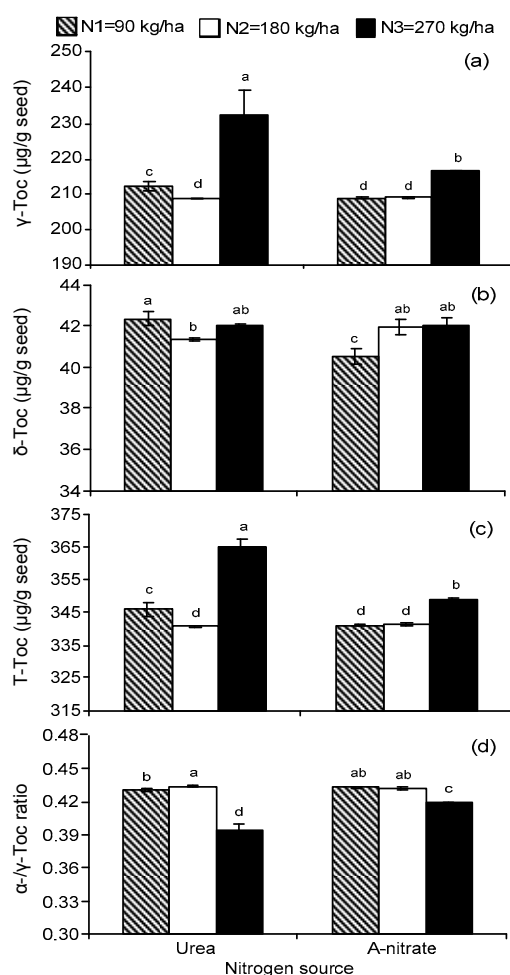 N1=90 kg/ha N2=180 kg/ha N3=270 kg/ha
250
240
230
220
210
200
190
γ-Toc (µg/g seed)
(a)
c d a d d b
44
42
40
38
36
34
δ-Toc (µg/g seed)
(b)
a b ab c ab ab
375
365
355
345
335
325
315
T-Toc (µg/g seed)
(c)
c d a d d b
0.48
0.45
0.42
0.39
0.36
0.33
0.30
α-/γ-Toc ratio
(d)
b a d ab ab c
Urea A-nitrate
Nitrogen source